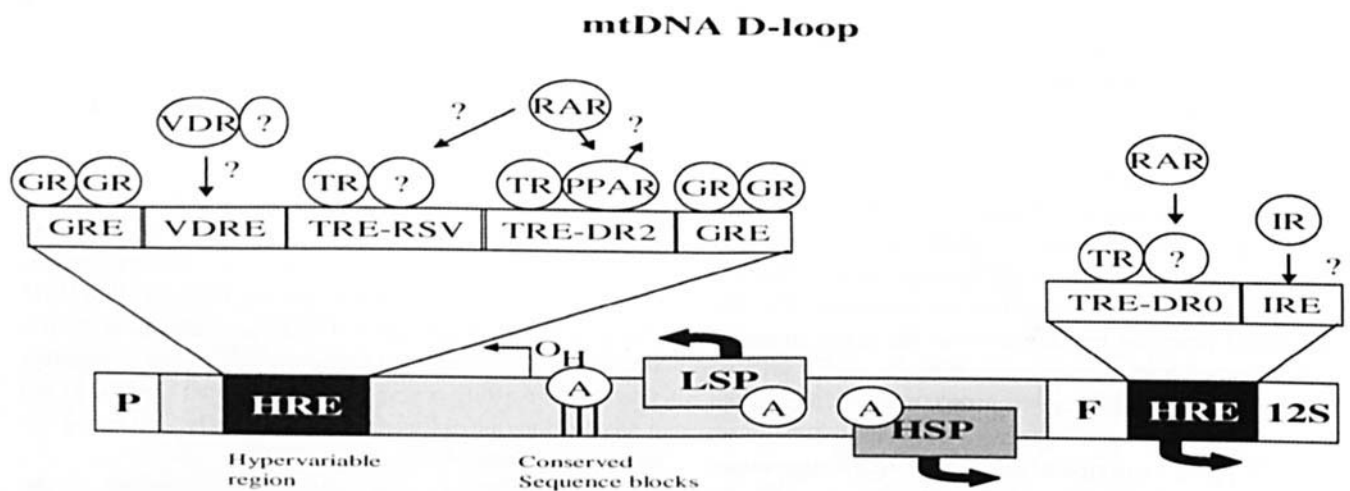 mtDNA D-loop
VDR ? ? RAR ?
GR GR ? TR ? TR PPAR GR GR
GRE VDRE TRE-RSV TRE-DR2 GRE
RAR
IR
TR ? ?
TRE-DR0 IRE
OH
P HRE A LSP A A HSP F HRE 12S
Hypervariable
region
Conserved
Sequence blocks